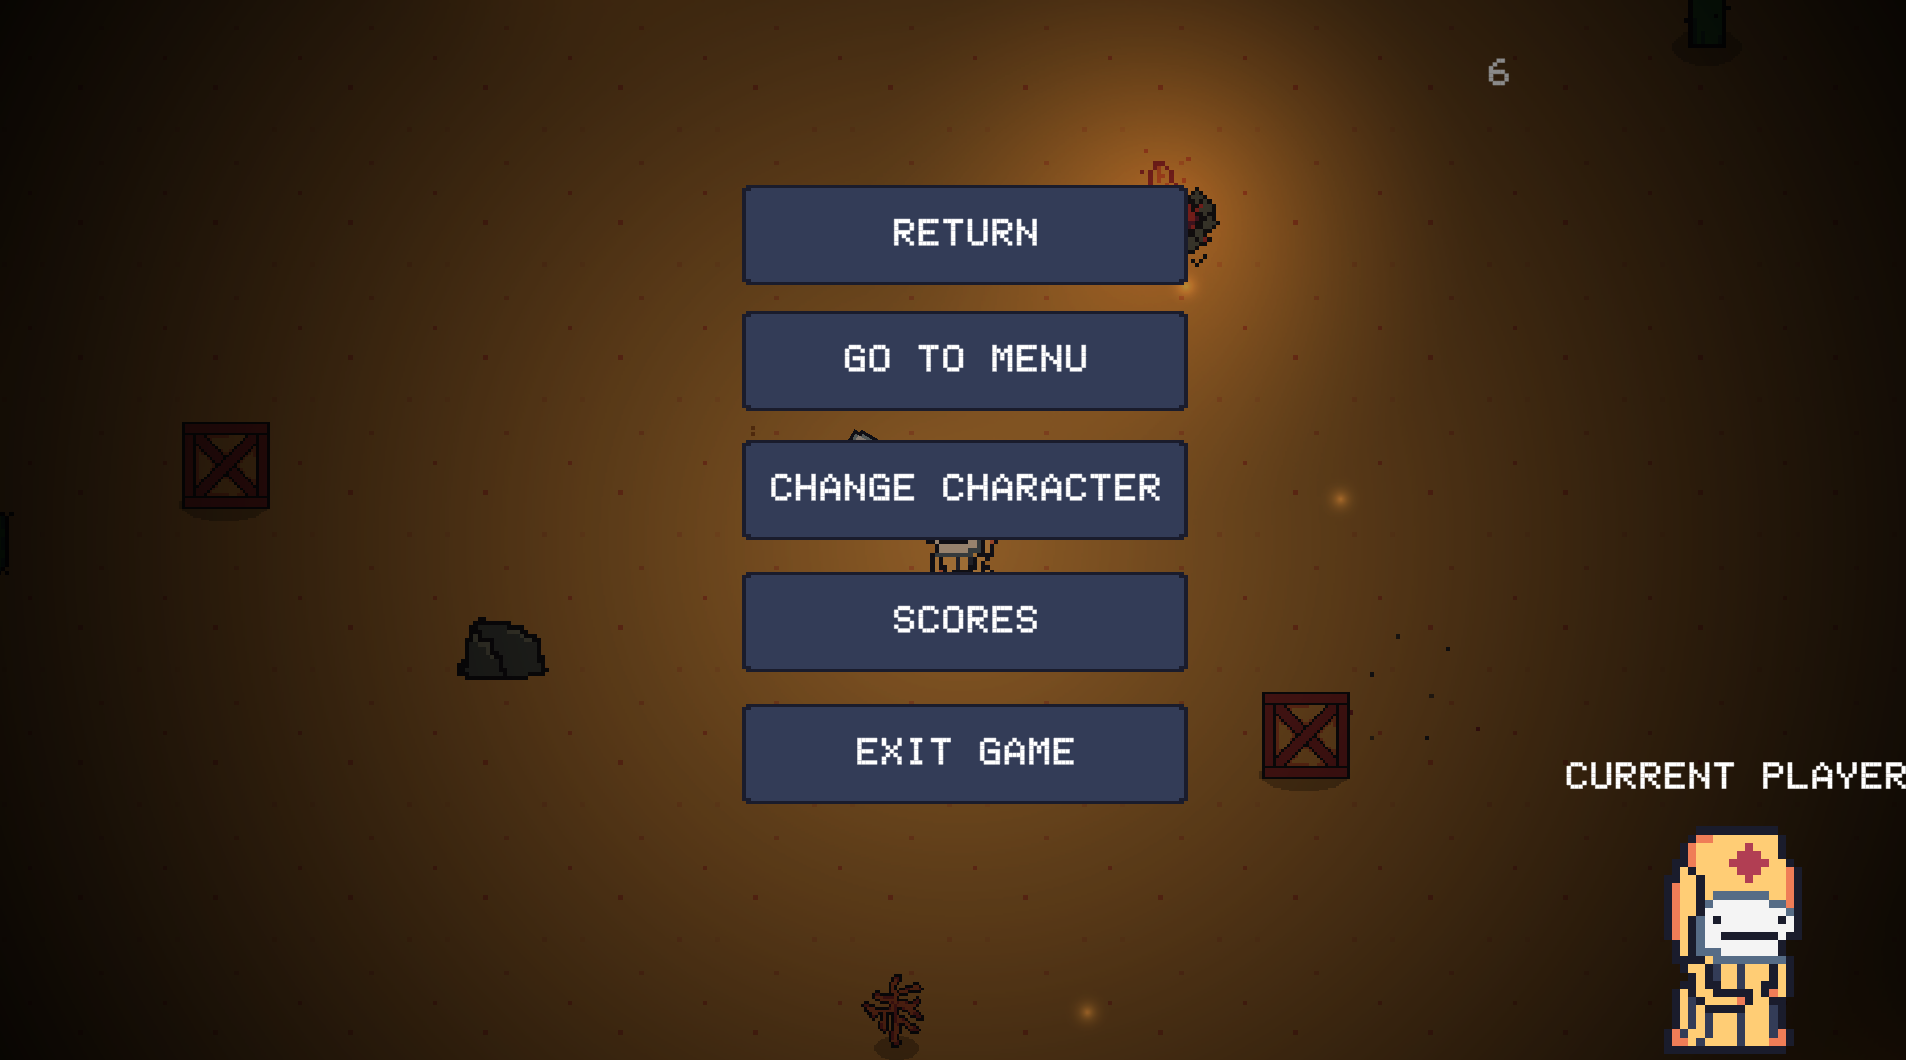 6
RETURN
GO TO MENU
CHANGE CHARACTER
SCORES
EXIT GAME
CURRENT PLAYER